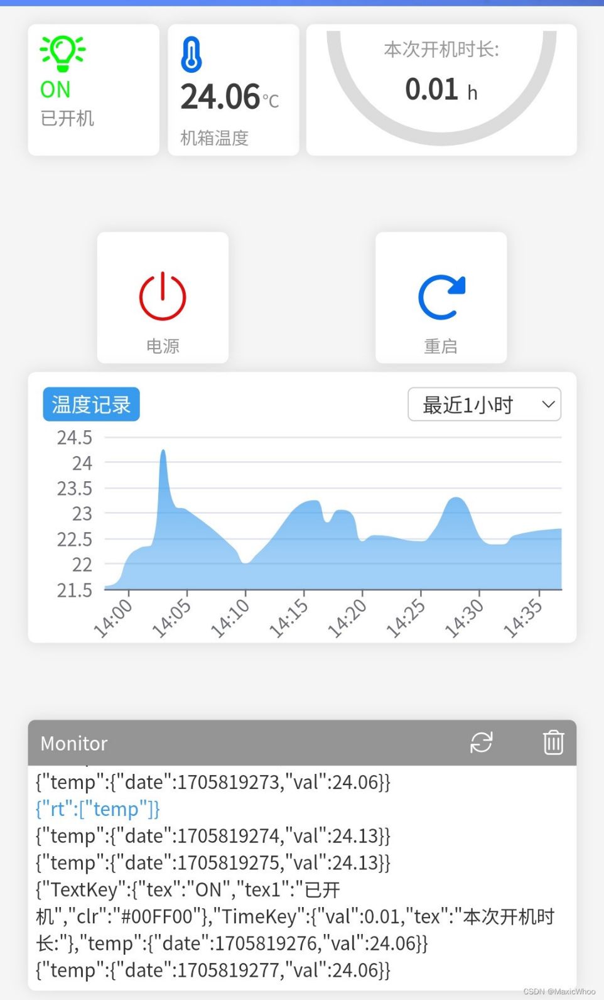 ON
已开机
24.06℃
机箱温度
本次开机时长:
0.01 h
电源
重启
温度记录
最近1小时
24.5
24
23.5
23
22.5
22
21.5
14:00
14:05
14:10
14:15
14:20
14:25
14:30
14:35
Monitor
{"temp":{"date":1705819273,"val":24.06}}
{"rt":["temp"]}
{"temp":{"date":1705819274,"val":24.13}}
{"temp":{"date":1705819275,"val":24.13}}
{"TextKey":{"tex":"ON","tex1":"已开
机","clr":"#00FF00"},"TimeKey":{"val":0.01,"tex":"本次开机时
长:"},"temp":{"date":1705819276,"val":24.06}}
{"temp":{"date":1705819277,"val":24.06}}
CSDN @MaxicWhoo